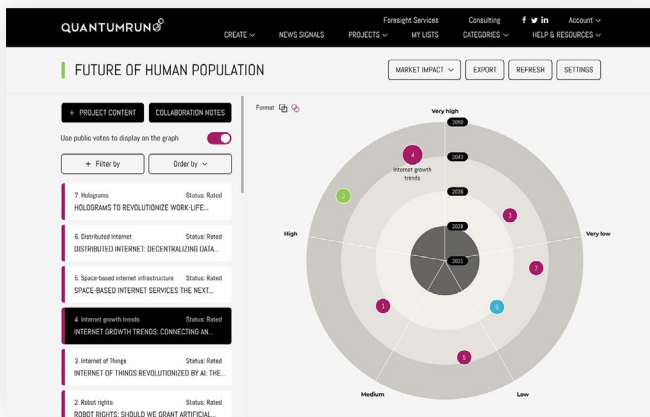 QUANTUMRUN
Foresight Services Consulting Account
CREATE NEWS SIGNALS PROJECTS MY LISTS CATEGORIES HELP & RESOURCES
FUTURE OF HUMAN POPULATION
MARKET IMPACT EXPORT REFRESH SETTINGS
+ PROJECT CONTENT COLLABORATION NOTES
Use public votes to display on the graph
+ Filter by Order by
7. Holograms Status: Rated
HOLOGRAMS TO REVOLUTIONIZE WORK-LIFE...
6. Distributed Internet Status: Rated
DISTRIBUTED INTERNET: DECENTRALIZING DATA...
5. Space-based internet infrastructure Status: Rated
SPACE-BASED INTERNET SERVICES THE NEXT...
4. Internet growth trends Status: Rated
INTERNET GROWTH TRENDS: CONNECTING AN...
3. Internet of Things Status: Rated
INTERNET OF THINGS REVOLUTIONIZED BY AI: THE...
2. Robot rights Status: Rated
ROBOT RIGHTS: SHOULD WE GRANT ARTIFICIAL...
Format
Very high
2050
4
2043
Internet growth
trends
2
2036
3
2028
High
Very low
2021
7
1
6
5
Medium
Low